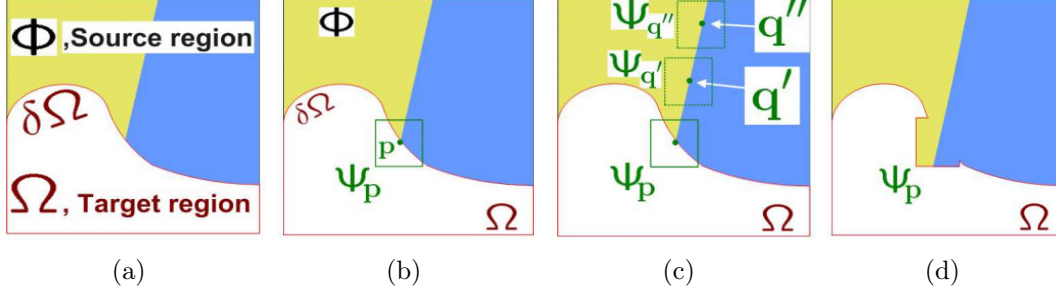 Φ ,Source region
δΩ
Ω, Target region
(a)
Φ
δΩ
p
Ψp
Ω
(b)
Ψq′′ q′′
Ψq′ q′
Ψp
Ω
(c)
Ψp
Ω
(d)